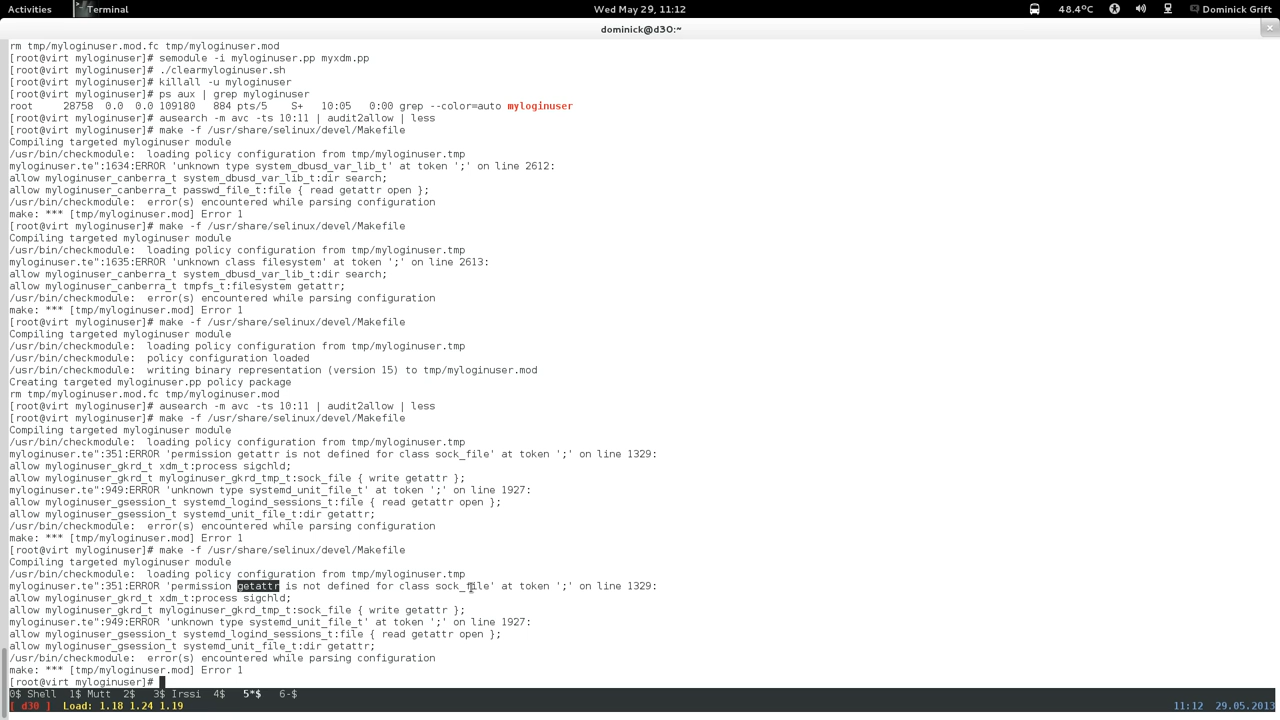 Activities Terminal Wed May 29, 11:12 48.4°C Dominick Grift
dominick@d30:~
rm tmp/myloginuser.mod.fc tmp/myloginuser.mod
[root@virt myloginuser]# semodule -i myloginuser.pp myxdm.pp
[root@virt myloginuser]# ./clearmyloginuser.sh
[root@virt myloginuser]# killall -u myloginuser
[root@virt myloginuser]# ps aux | grep myloginuser
root     28758  0.0  0.0 109180   884 pts/5    S+   10:05   0:00 grep --color=auto myloginuser
[root@virt myloginuser]# ausearch -m avc -ts 10:11 | audit2allow | less
[root@virt myloginuser]# make -f /usr/share/selinux/devel/Makefile
Compiling targeted myloginuser module
/usr/bin/checkmodule:  loading policy configuration from tmp/myloginuser.tmp
myloginuser.te":1634:ERROR 'unknown type system_dbusd_var_lib_t' at token ';' on line 2612:
allow myloginuser_canberra_t system_dbusd_var_lib_t:dir search;
allow myloginuser_canberra_t passwd_file_t:file { read getattr open };
/usr/bin/checkmodule:  error(s) encountered while parsing configuration
make: *** [tmp/myloginuser.mod] Error 1
[root@virt myloginuser]# make -f /usr/share/selinux/devel/Makefile
Compiling targeted myloginuser module
/usr/bin/checkmodule:  loading policy configuration from tmp/myloginuser.tmp
myloginuser.te":1635:ERROR 'unknown class filesystem' at token ';' on line 2613:
allow myloginuser_canberra_t system_dbusd_var_lib_t:dir search;
allow myloginuser_canberra_t tmpfs_t:filesystem getattr;
/usr/bin/checkmodule:  error(s) encountered while parsing configuration
make: *** [tmp/myloginuser.mod] Error 1
[root@virt myloginuser]# make -f /usr/share/selinux/devel/Makefile
Compiling targeted myloginuser module
/usr/bin/checkmodule:  loading policy configuration from tmp/myloginuser.tmp
/usr/bin/checkmodule:  policy configuration loaded
/usr/bin/checkmodule:  writing binary representation (version 15) to tmp/myloginuser.mod
Creating targeted myloginuser.pp policy package
rm tmp/myloginuser.mod.fc tmp/myloginuser.mod
[root@virt myloginuser]# ausearch -m avc -ts 10:11 | audit2allow | less
[root@virt myloginuser]# make -f /usr/share/selinux/devel/Makefile
Compiling targeted myloginuser module
/usr/bin/checkmodule:  loading policy configuration from tmp/myloginuser.tmp
myloginuser.te":351:ERROR 'permission getattr is not defined for class sock_file' at token ';' on line 1329:
allow myloginuser_gkrd_t xdm_t:process sigchld;
allow myloginuser_gkrd_t myloginuser_gkrd_tmp_t:sock_file { write getattr };
myloginuser.te":949:ERROR 'unknown type systemd_unit_file_t' at token ';' on line 1927:
allow myloginuser_gsession_t systemd_logind_sessions_t:file { read getattr open };
allow myloginuser_gsession_t systemd_unit_file_t:dir getattr;
/usr/bin/checkmodule:  error(s) encountered while parsing configuration
make: *** [tmp/myloginuser.mod] Error 1
[root@virt myloginuser]# make -f /usr/share/selinux/devel/Makefile
Compiling targeted myloginuser module
/usr/bin/checkmodule:  loading policy configuration from tmp/myloginuser.tmp
myloginuser.te":351:ERROR 'permission getattr is not defined for class sock_file' at token ';' on line 1329:
allow myloginuser_gkrd_t xdm_t:process sigchld;
allow myloginuser_gkrd_t myloginuser_gkrd_tmp_t:sock_file { write getattr };
myloginuser.te":949:ERROR 'unknown type systemd_unit_file_t' at token ';' on line 1927:
allow myloginuser_gsession_t systemd_logind_sessions_t:file { read getattr open };
allow myloginuser_gsession_t systemd_unit_file_t:dir getattr;
/usr/bin/checkmodule:  error(s) encountered while parsing configuration
make: *** [tmp/myloginuser.mod] Error 1
[root@virt myloginuser]#
0$ Shell  1$ Mutt  2$  3$ Irssi  4$   5*$   6-$
[ d30 ]  Load: 1.18 1.24 1.19 11:12 29.05.2013